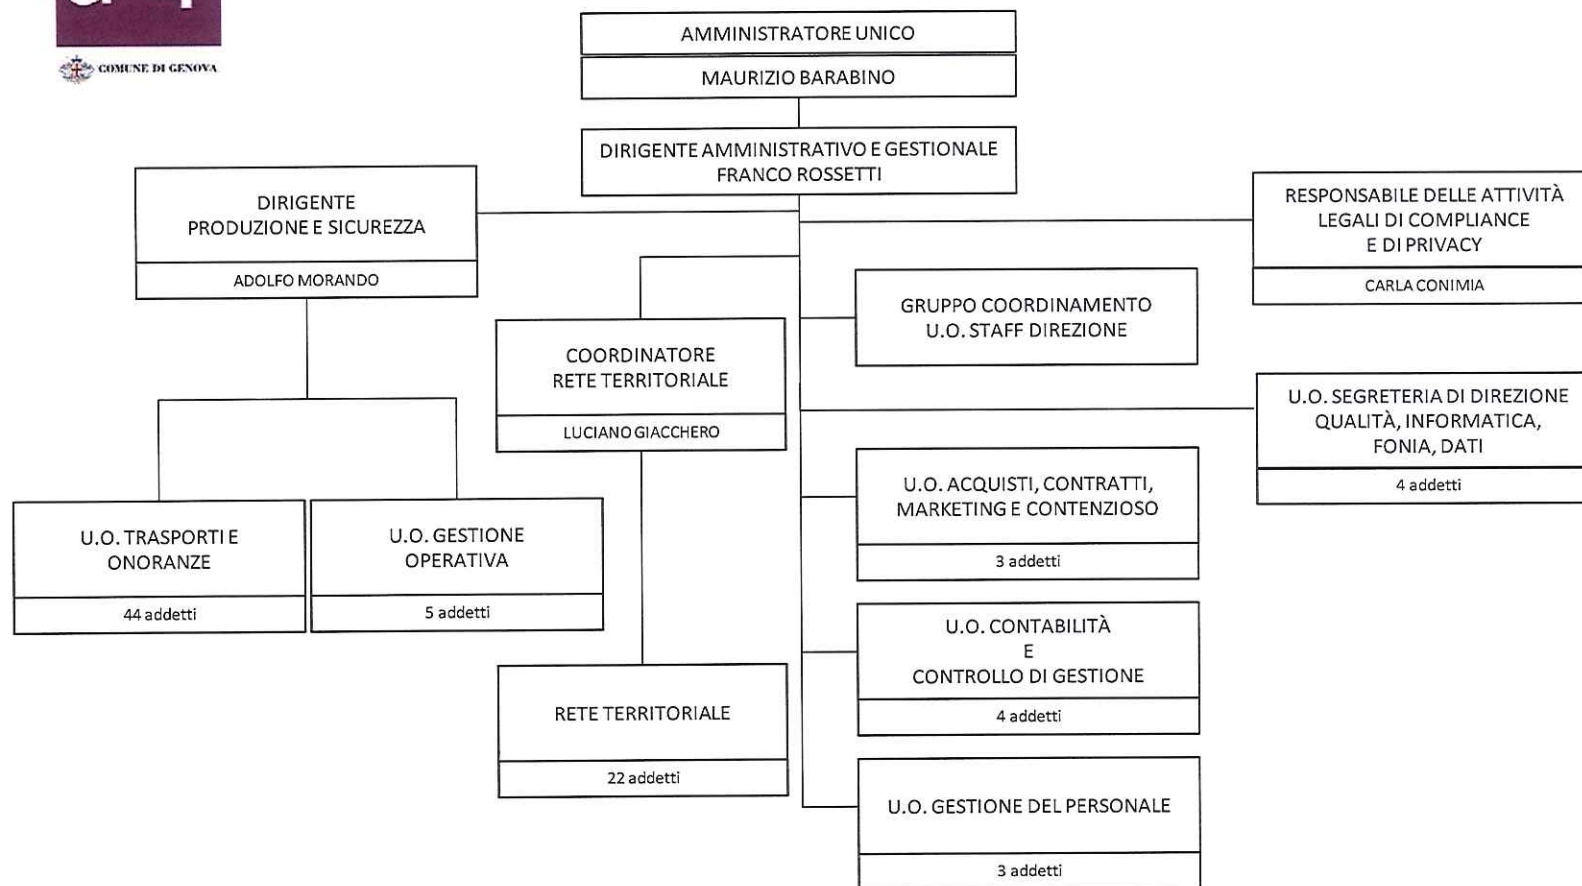 COMUNE DI GENOVA
AMMINISTRATORE UNICO
MAURIZIO BARABINO
DIRIGENTE AMMINISTRATIVO E GESTIONALE
FRANCO ROSSETTI
DIRIGENTE
PRODUZIONE E SICUREZZA
ADOLFO MORANDO
RESPONSABILE DELLE ATTIVITÀ
LEGALI DI COMPLIANCE
E DI PRIVACY
CARLA CONIMIA
GRUPPO COORDINAMENTO
U.O. STAFF DIREZIONE
COORDINATORE
RETE TERRITORIALE
LUCIANO GIACCHERO
U.O. SEGRETERIA DI DIREZIONE
QUALITÀ, INFORMATICA,
FONIA, DATI
4 addetti
U.O. ACQUISTI, CONTRATTI,
MARKETING E CONTENZIOSO
3 addetti
U.O. TRASPORTI E
ONORANZE
44 addetti
U.O. GESTIONE
OPERATIVA
5 addetti
U.O. CONTABILITÀ
E
CONTROLLO DI GESTIONE
4 addetti
RETE TERRITORIALE
22 addetti
U.O. GESTIONE DEL PERSONALE
3 addetti